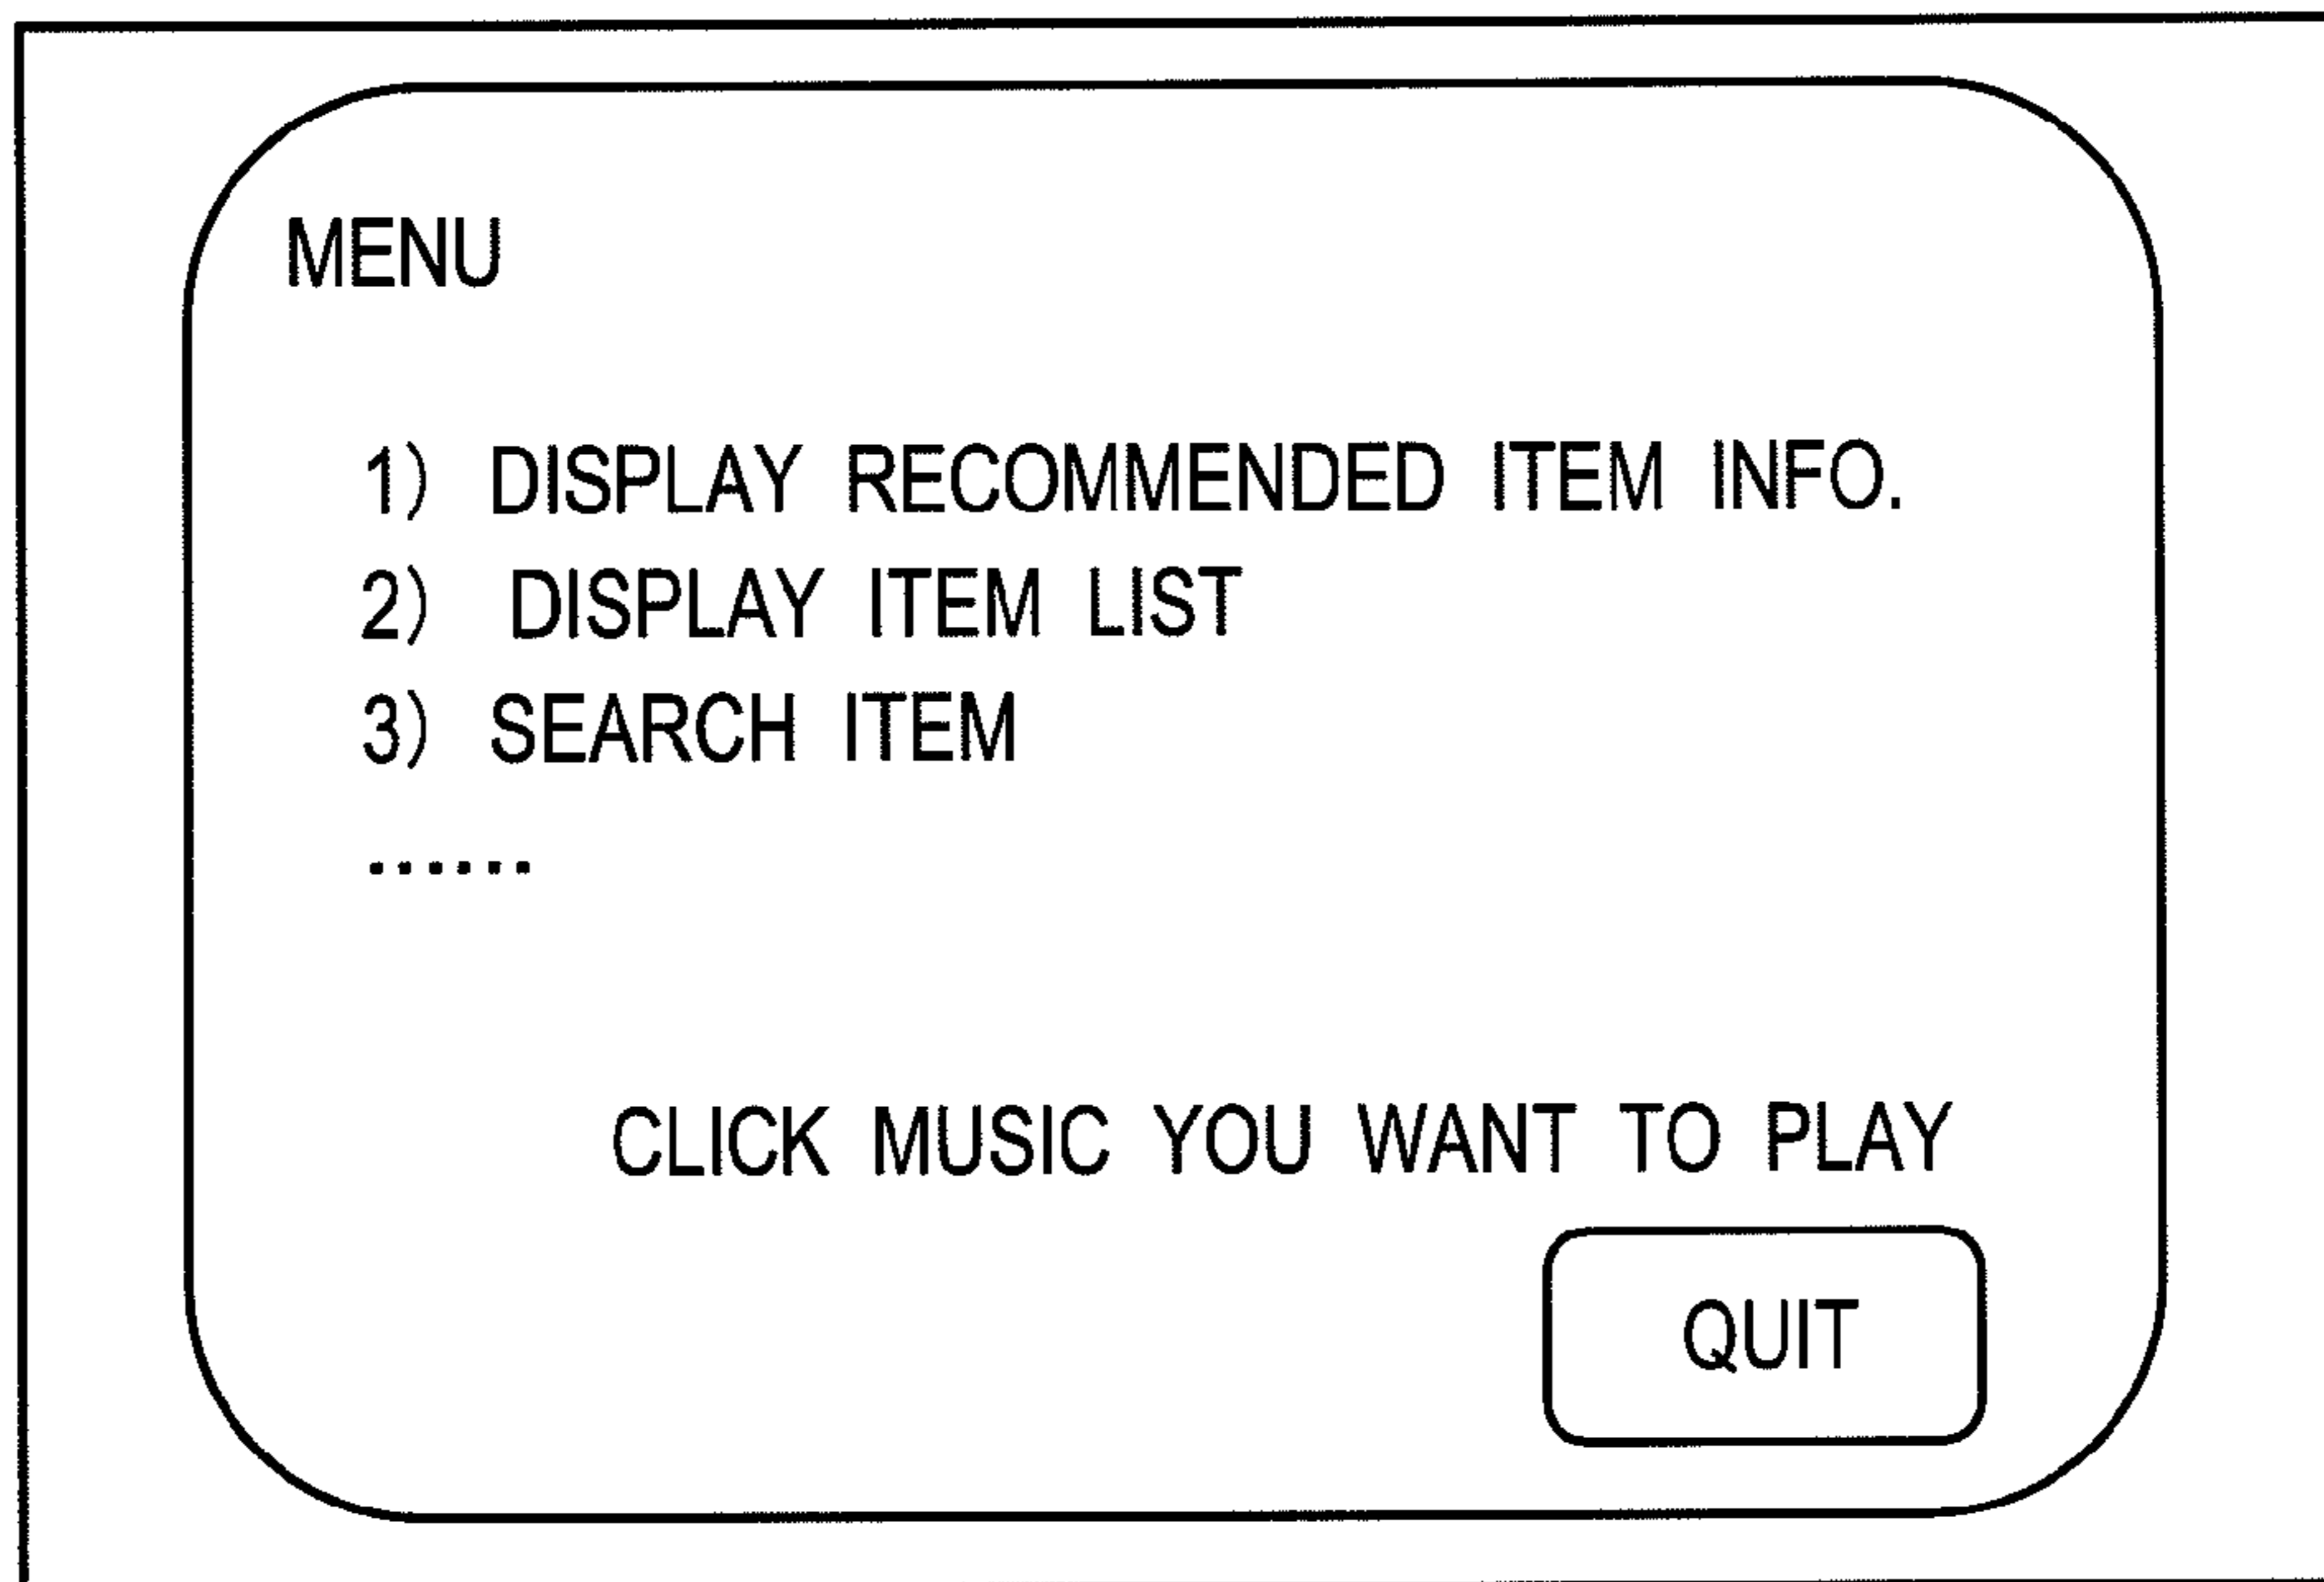 MENU
1) DISPLAY RECOMMENDED ITEM INFO.
2) DISPLAY ITEM LIST
3) SEARCH ITEM
......
CLICK MUSIC YOU WANT TO PLAY
QUIT